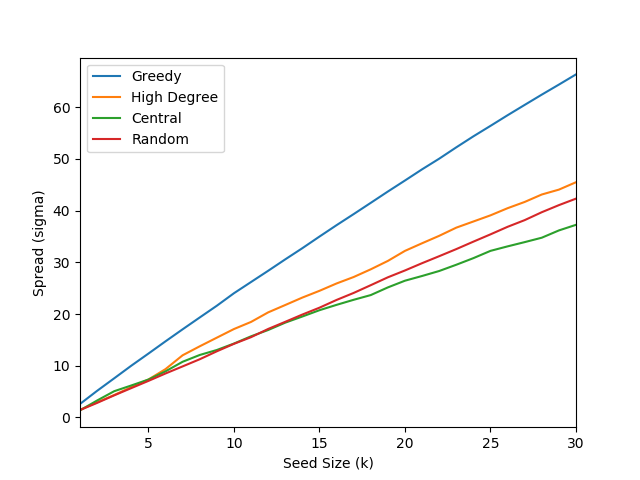 Greedy
High Degree
Central
Random
60
50
40
30
20
10
0
Spread (sigma)
5 10 15 20 25 30
Seed Size (k)